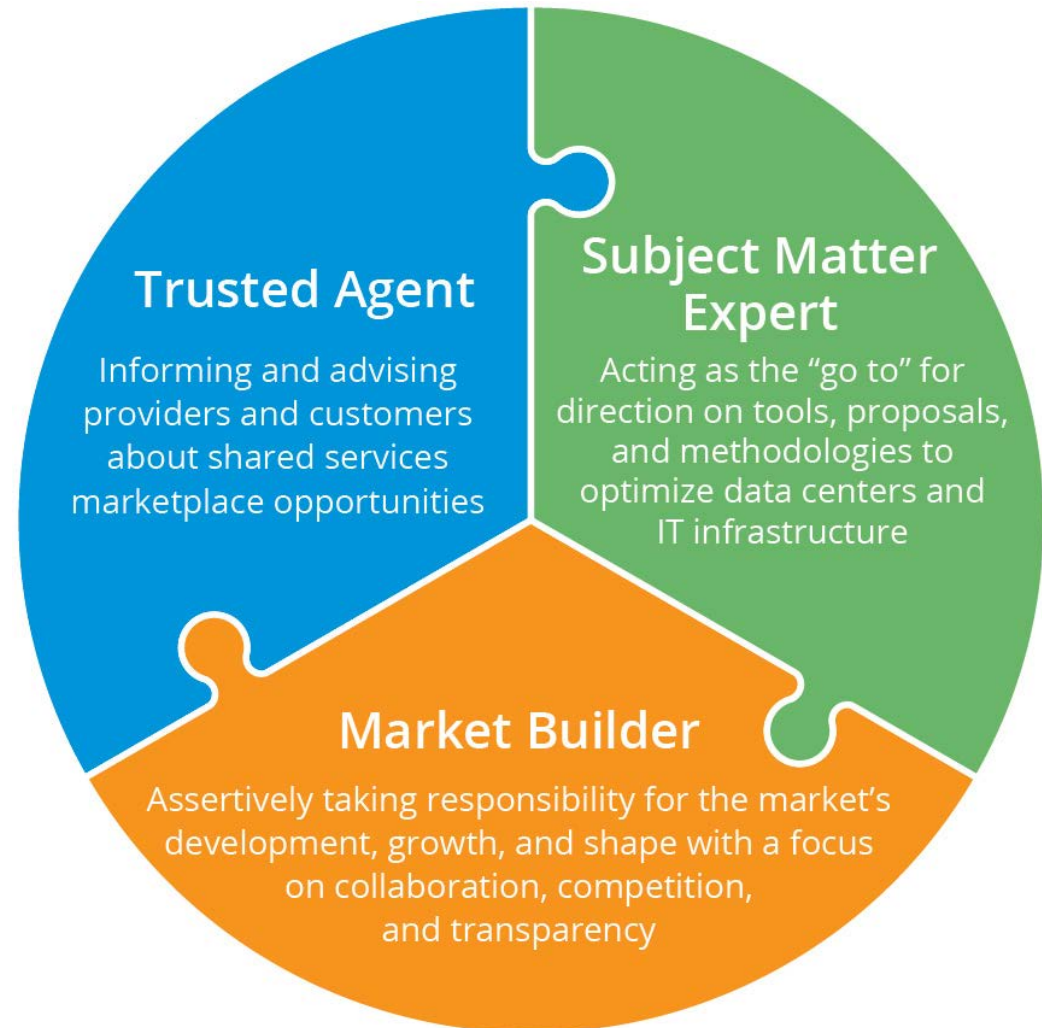 Trusted Agent
Informing and advising
providers and customers
about shared services
marketplace opportunities
Subject Matter
Expert
Acting as the “go to” for
direction on tools, proposals,
and methodologies to
optimize data centers and
IT infrastructure
Market Builder
Assertively taking responsibility for the market’s
development, growth, and shape with a focus
on collaboration, competition,
and transparency